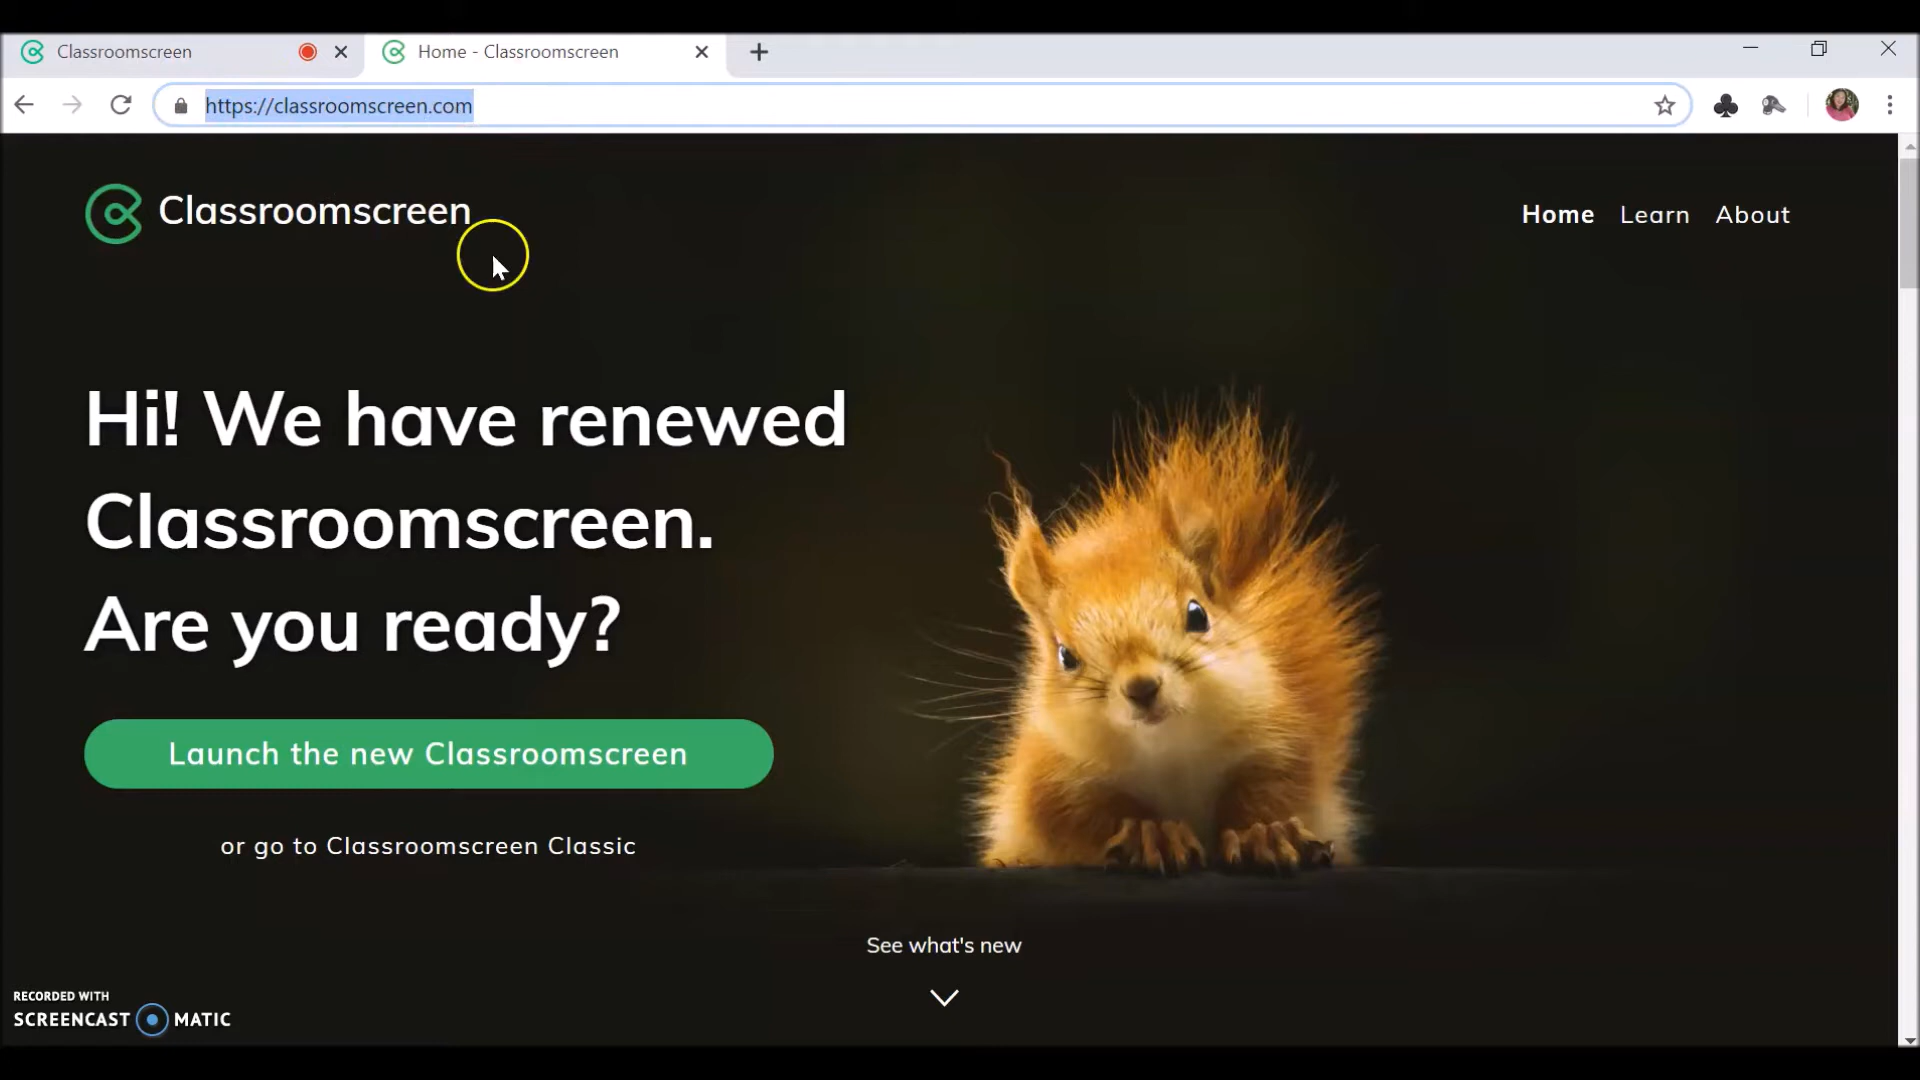 Classroomscreen
Home - Classroomscreen
https://classroomscreen.com
Classroomscreen
Home Learn About
Hi! We have renewed
Classroomscreen.
Are you ready?
Launch the new Classroomscreen
or go to Classroomscreen Classic
See what's new
RECORDED WITH
SCREENCAST MATIC